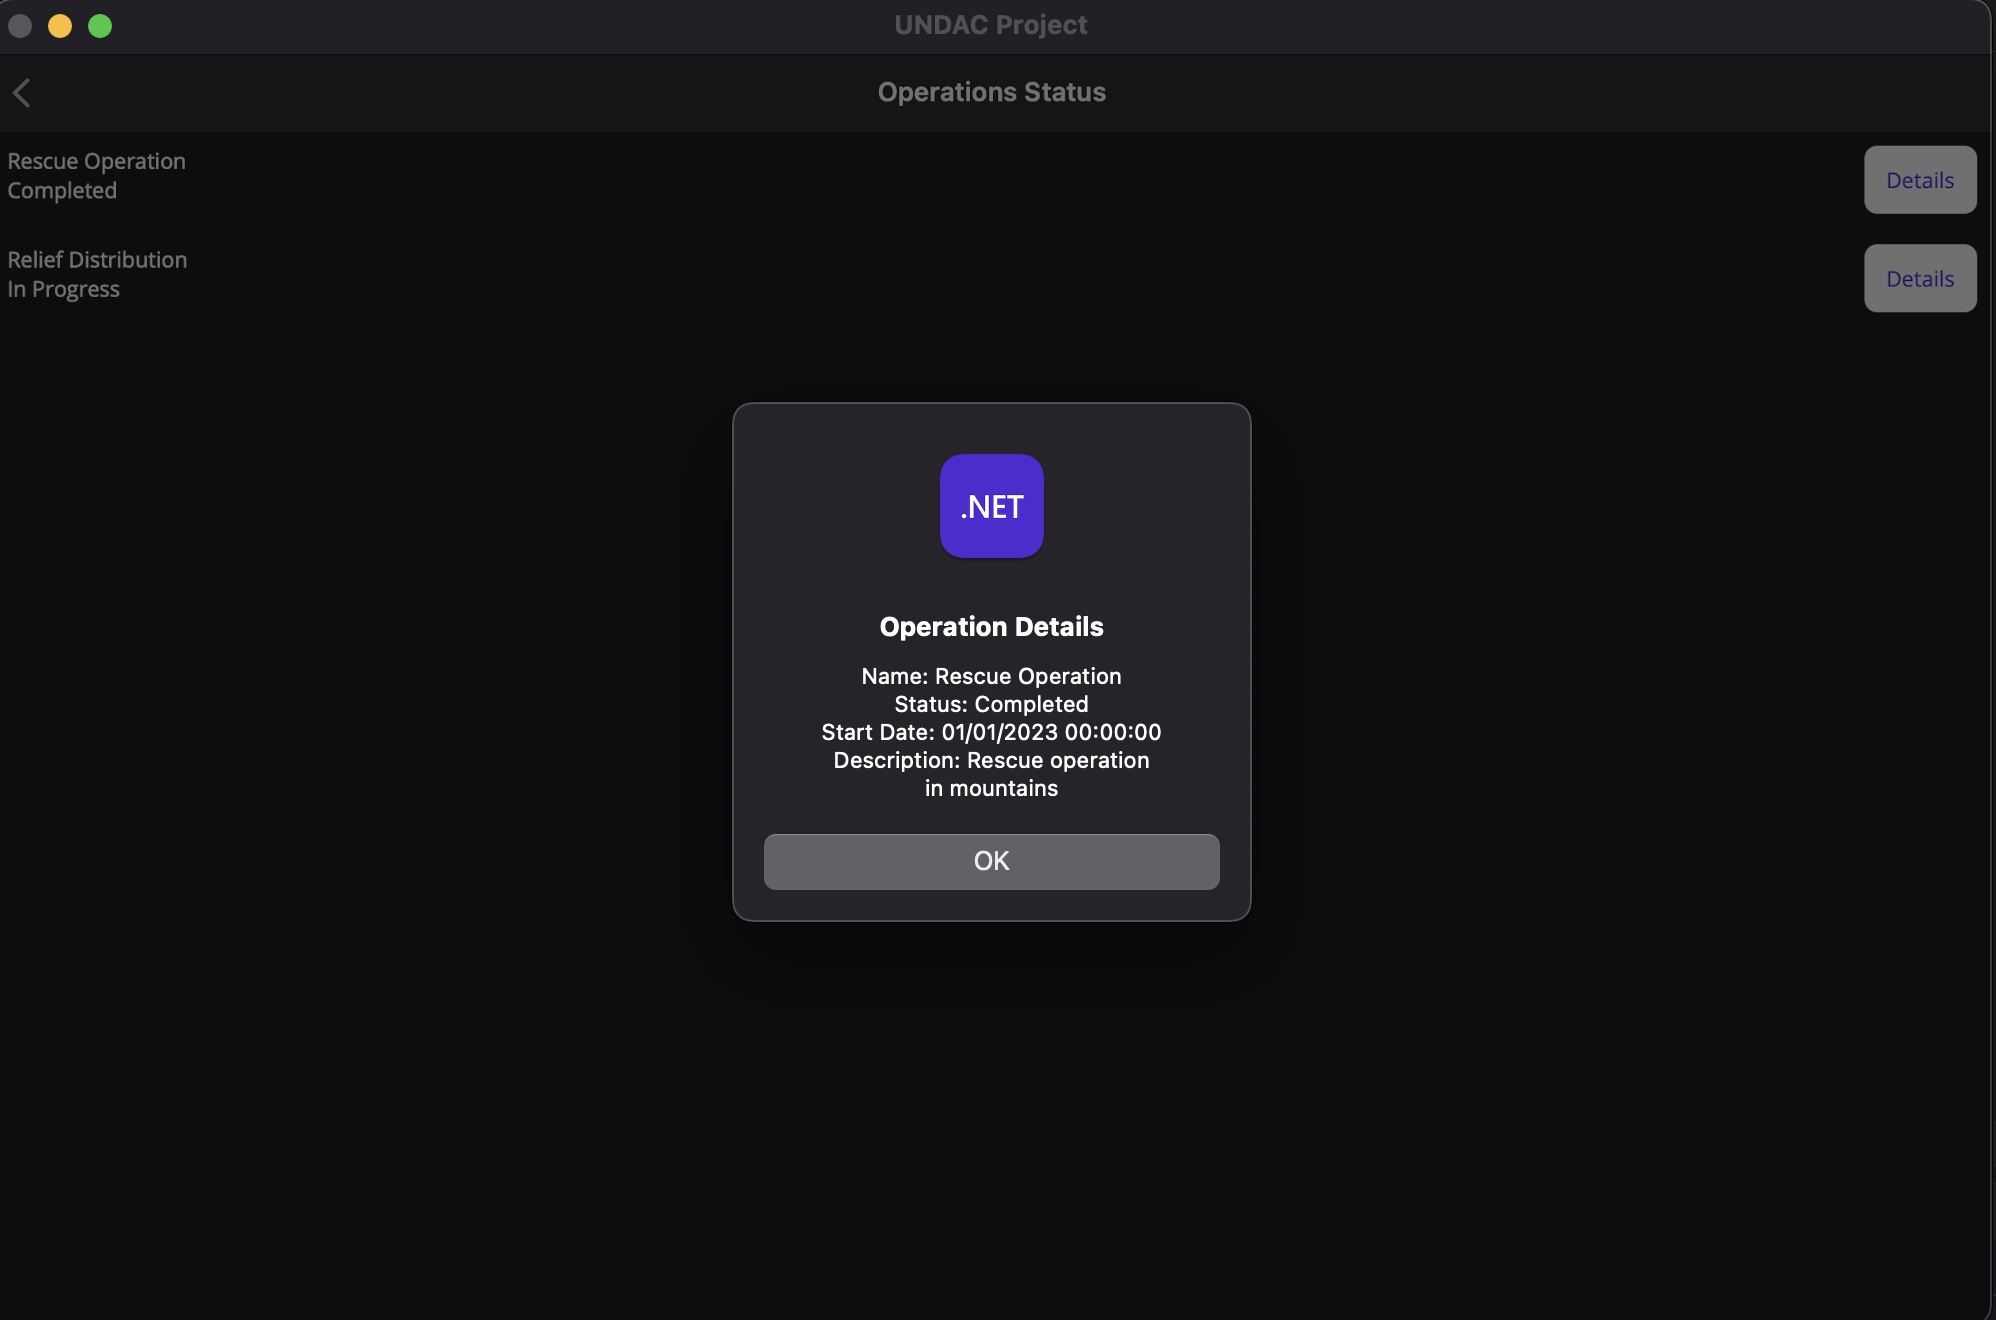 UNDAC Project
Operations Status
Rescue Operation
Completed
Details
Relief Distribution
In Progress
Details
.NET
Operation Details
Name: Rescue Operation
Status: Completed
Start Date: 01/01/2023 00:00:00
Description: Rescue operation
in mountains
OK